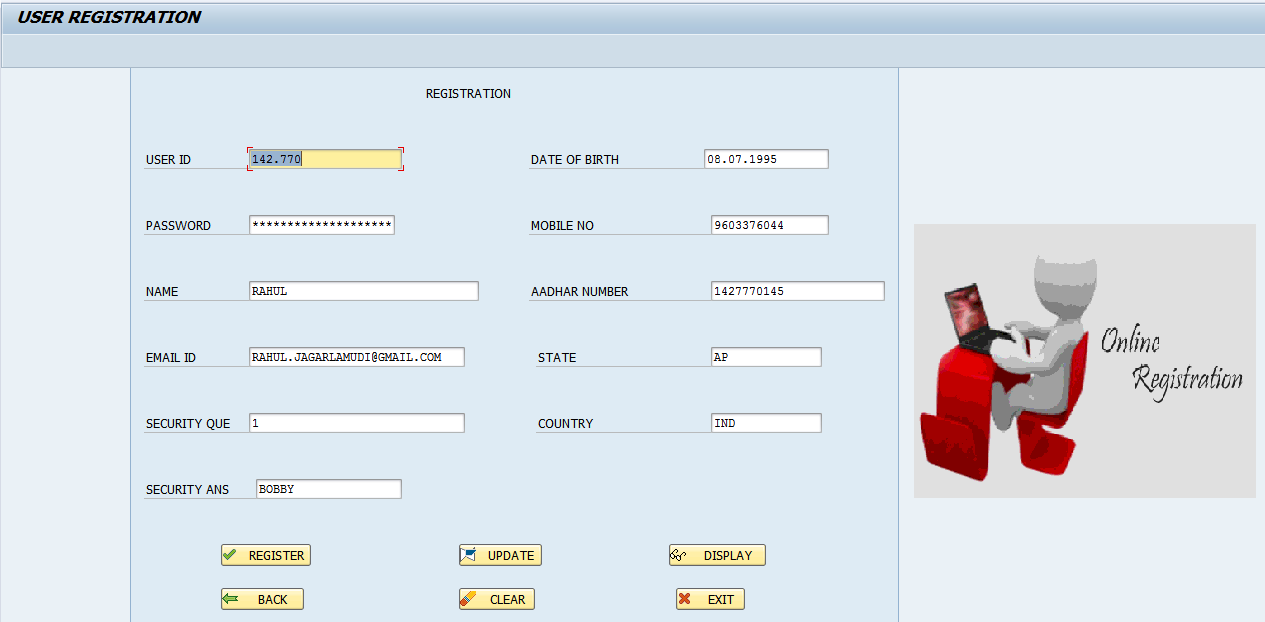 USER REGISTRATION
REGISTRATION
USER ID 142.770 DATE OF BIRTH 08.07.1995
PASSWORD ******************** MOBILE NO 9603376044
NAME RAHUL AADHAR NUMBER 1427770145
EMAIL ID RAHUL.JAGARLAMUDI@GMAIL.COM STATE AP
SECURITY QUE 1 COUNTRY IND
SECURITY ANS BOBBY
Online
Registration
REGISTER UPDATE DISPLAY
BACK CLEAR EXIT